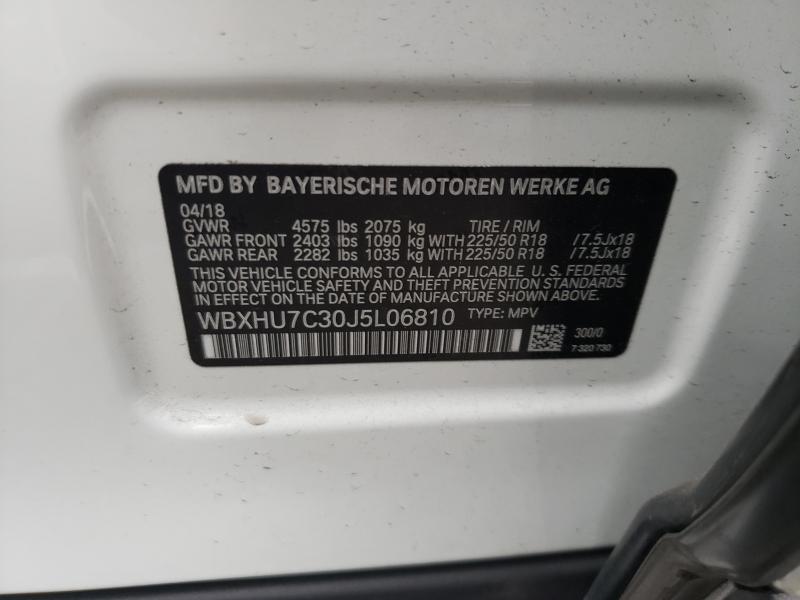 MFD BY BAYERISCHE MOTOREN WERKE AG
04/18
GVWR 4575 lbs 2075 kg TIRE / RIM
GAWR FRONT 2403 lbs 1090 kg WITH 225/50 R18 /7.5Jx18
GAWR REAR 2282 lbs 1035 kg WITH 225/50 R18 /7.5Jx18
THIS VEHICLE CONFORMS TO ALL APPLICABLE U. S. FEDERAL
MOTOR VEHICLE SAFETY AND THEFT PREVENTION STANDARDS
IN EFFECT ON THE DATE OF MANUFACTURE SHOWN ABOVE.
WBXHU7C30J5L06810 TYPE: MPV
300/0
7 320 730